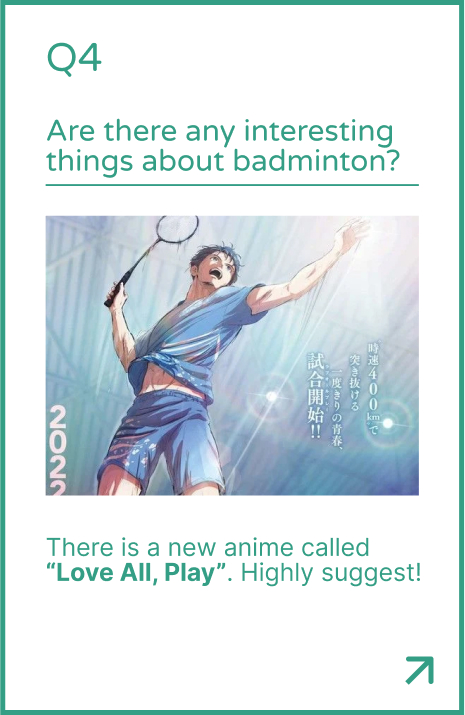 Q4
Are there any interesting
things about badminton?
時速400kmで
突き抜ける
一度きりの青春、
試合開始!!
2022
There is a new anime called
“Love All, Play”. Highly suggest!